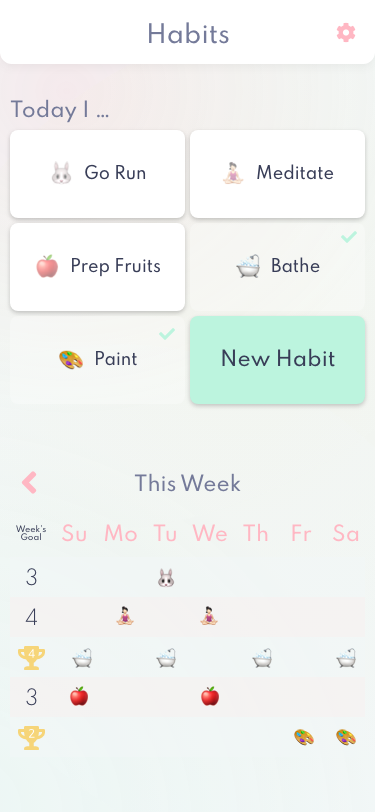 Habits
Today I ...
Go Run
Meditate
Prep Fruits
Bathe
Paint
New Habit
This Week
Week's Goal Su Mo Tu We Th Fr Sa
3
4
4
3
2